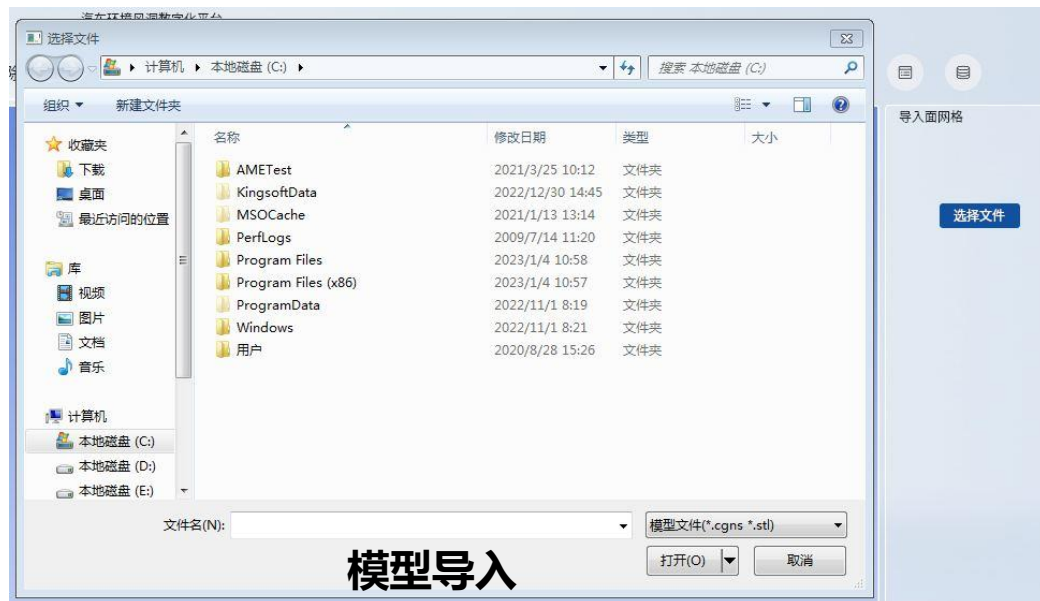 选择文件
计算机 本地磁盘 (C:) 搜索 本地磁盘 (C:)
组织 新建文件夹
导入面网格
选择文件
收藏夹
下载
桌面
最近访问的位置
库
视频
图片
文档
音乐
计算机
本地磁盘 (C:)
本地磁盘 (D:)
本地磁盘 (E:)
名称 修改日期 类型 大小
AMETest 2021/3/25 10:12 文件夹
KingsoftData 2022/12/30 14:45 文件夹
MSOCache 2021/1/13 13:14 文件夹
PerfLogs 2009/7/14 11:20 文件夹
Program Files 2023/1/4 10:58 文件夹
Program Files (x86) 2023/1/4 10:57 文件夹
ProgramData 2022/11/1 8:19 文件夹
Windows 2022/11/1 8:21 文件夹
用户 2020/8/28 15:26 文件夹
文件名(N): 模型文件(*.cgns *.stl)
打开(O) 取消
模型导入